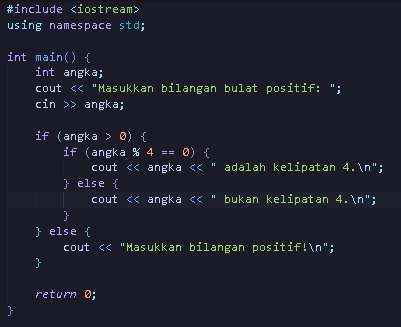 #include <iostream>
using namespace std;
int main() {
    int angka;
    cout << "Masukkan bilangan bulat positif: ";
    cin >> angka;
    if (angka > 0) {
        if (angka % 4 == 0) {
            cout << angka << " adalah kelipatan 4.\n";
        } else {
            cout << angka << " bukan kelipatan 4.\n";
        }
    } else {
        cout << "Masukkan bilangan positif!\n";
    }
    return 0;
}